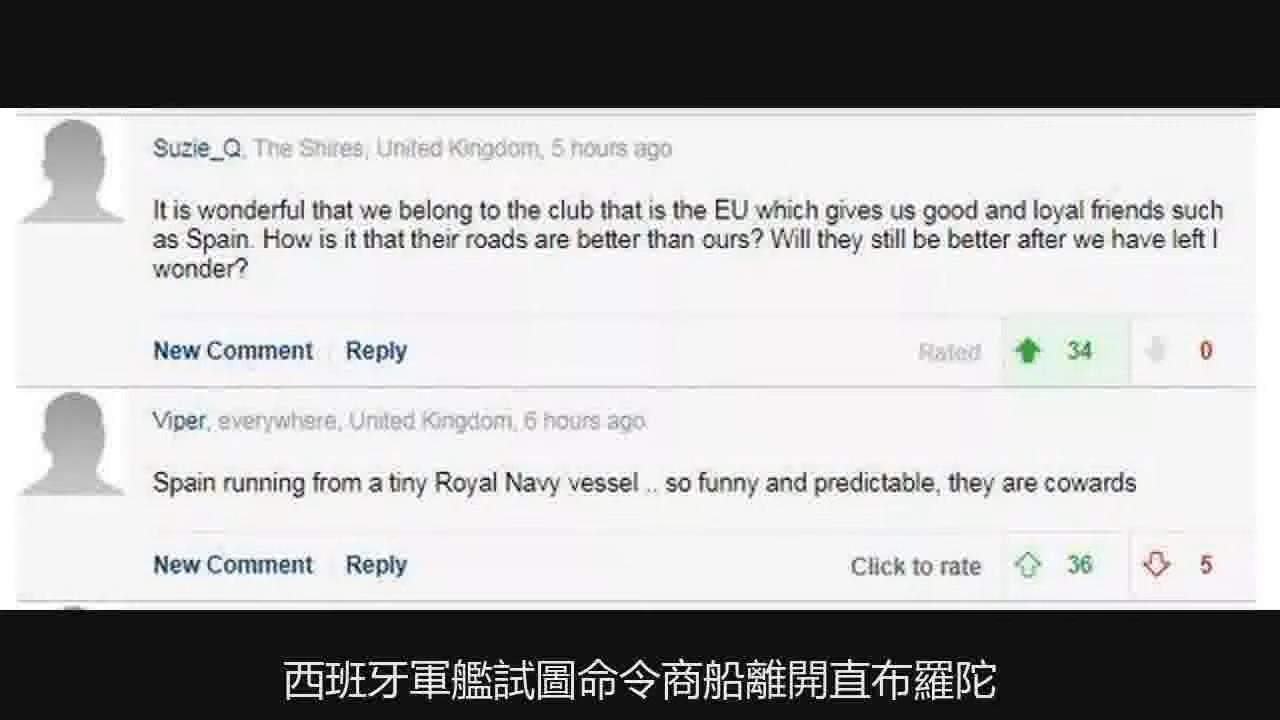 Suzie_Q, The Shires, United Kingdom, 5 hours ago
It is wonderful that we belong to the club that is the EU which gives us good and loyal friends such
as Spain. How is it that their roads are better than ours? Will they still be better after we have left I
wonder?
New Comment Reply Rated 34 0
Viper, everywhere, United Kingdom, 6 hours ago
Spain running from a tiny Royal Navy vessel .. so funny and predictable, they are cowards
New Comment Reply Click to rate 36 5
西班牙軍艦試圖命令商船離開直布羅陀